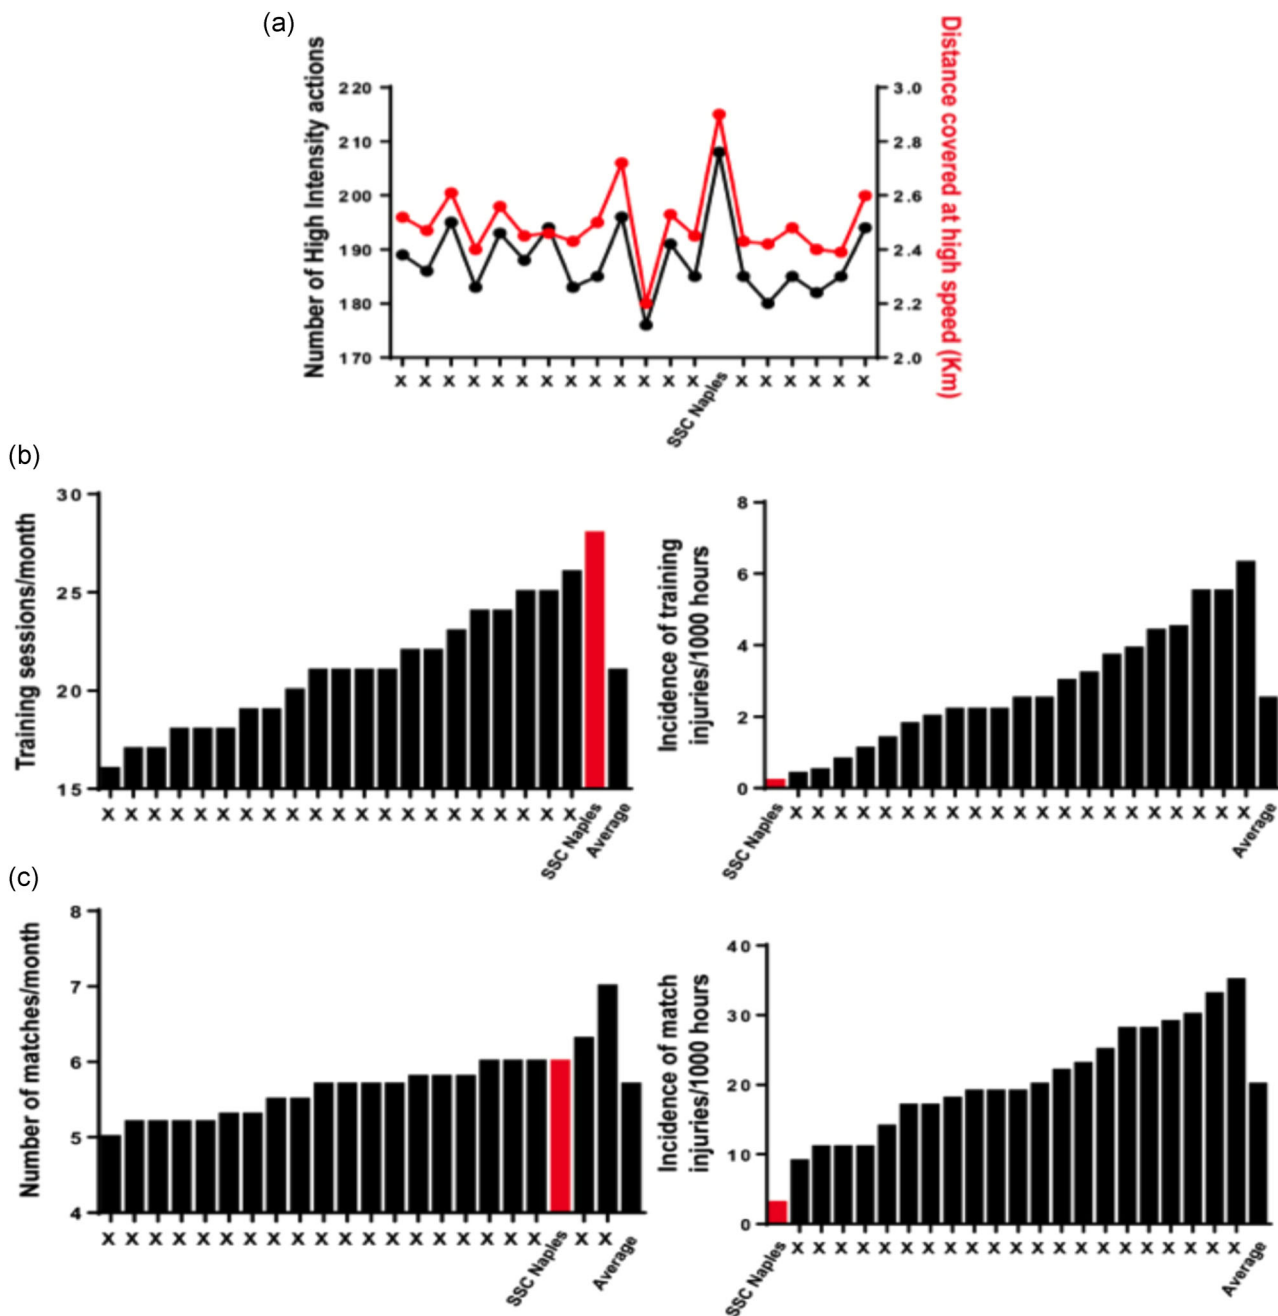 (a)
Number of High Intensity actions
220
210
200
190
180
170
3.0
2.8
2.6
2.4
2.2
2.0
Distance covered at high speed (Km)
x x x x x x x x x x x x x SSC Naples x x x x x x
(b)
Training sessions/month
30
25
20
15
x x x x x x x x x x x x x x x x x x x x x SSC Naples Average
Incidence of training
injuries/1000 hours
8
6
4
2
0
SSC Naples x x x x x x x x x x x x x x x x x x x x x Average
(c)
Number of matches/month
8
7
6
5
4
x x x x x x x x x x x x x x x x x x x SSC Naples x x Average
Incidence of match
injuries/1000 hours
40
30
20
10
0
SSC Naples x x x x x x x x x x x x x x x x x x x x x Average